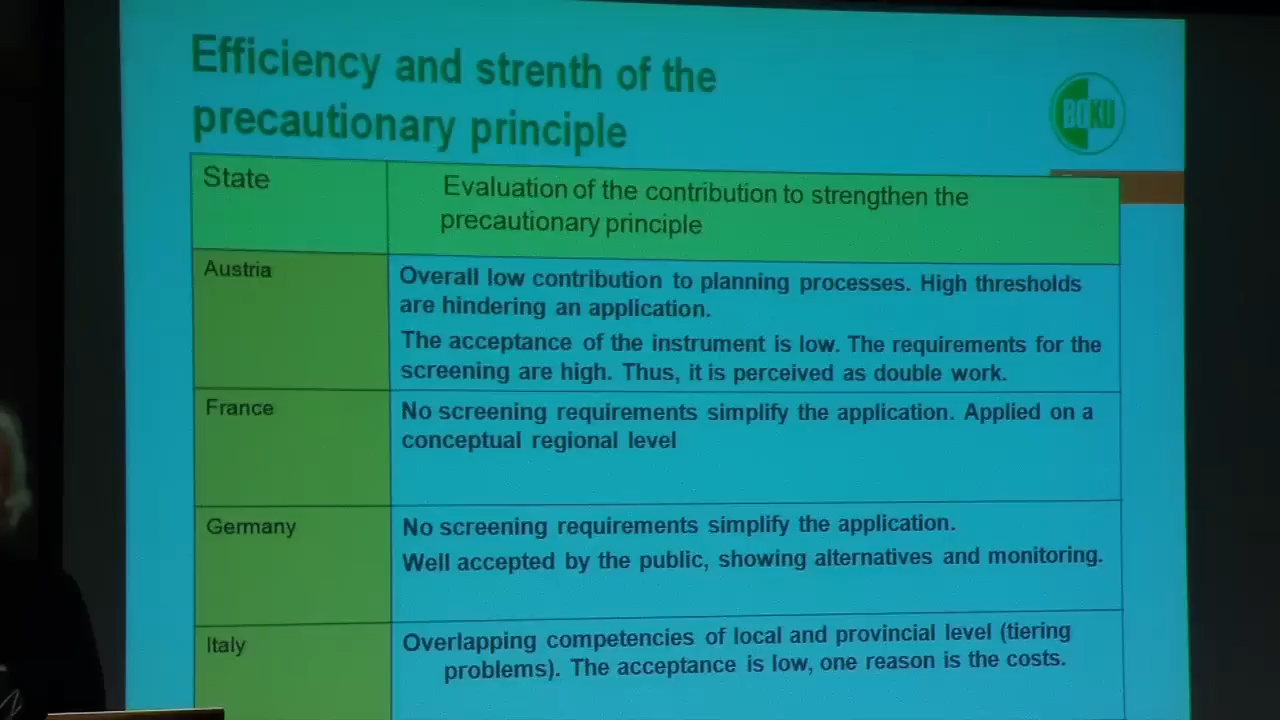 Efficiency and strenth of the
precautionary principle
BOKU
State
Evaluation of the contribution to strengthen the
precautionary principle
Austria
Overall low contribution to planning processes. High thresholds
are hindering an application.
The acceptance of the instrument is low. The requirements for the
screening are high. Thus, it is perceived as double work.
France
No screening requirements simplify the application. Applied on a
conceptual regional level
Germany
No screening requirements simplify the application.
Well accepted by the public, showing alternatives and monitoring.
Italy
Overlapping competencies of local and provincial level (tiering
problems). The acceptance is low, one reason is the costs.